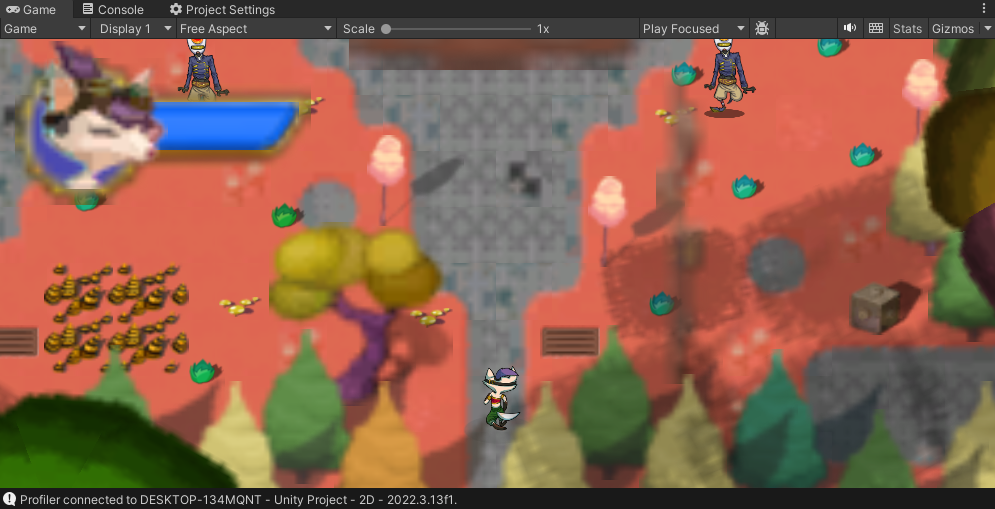 Game Console Project Settings
Game Display 1 Free Aspect Scale 1x Play Focused Stats Gizmos
Profiler connected to DESKTOP-134MQNT - Unity Project - 2D - 2022.3.13f1.